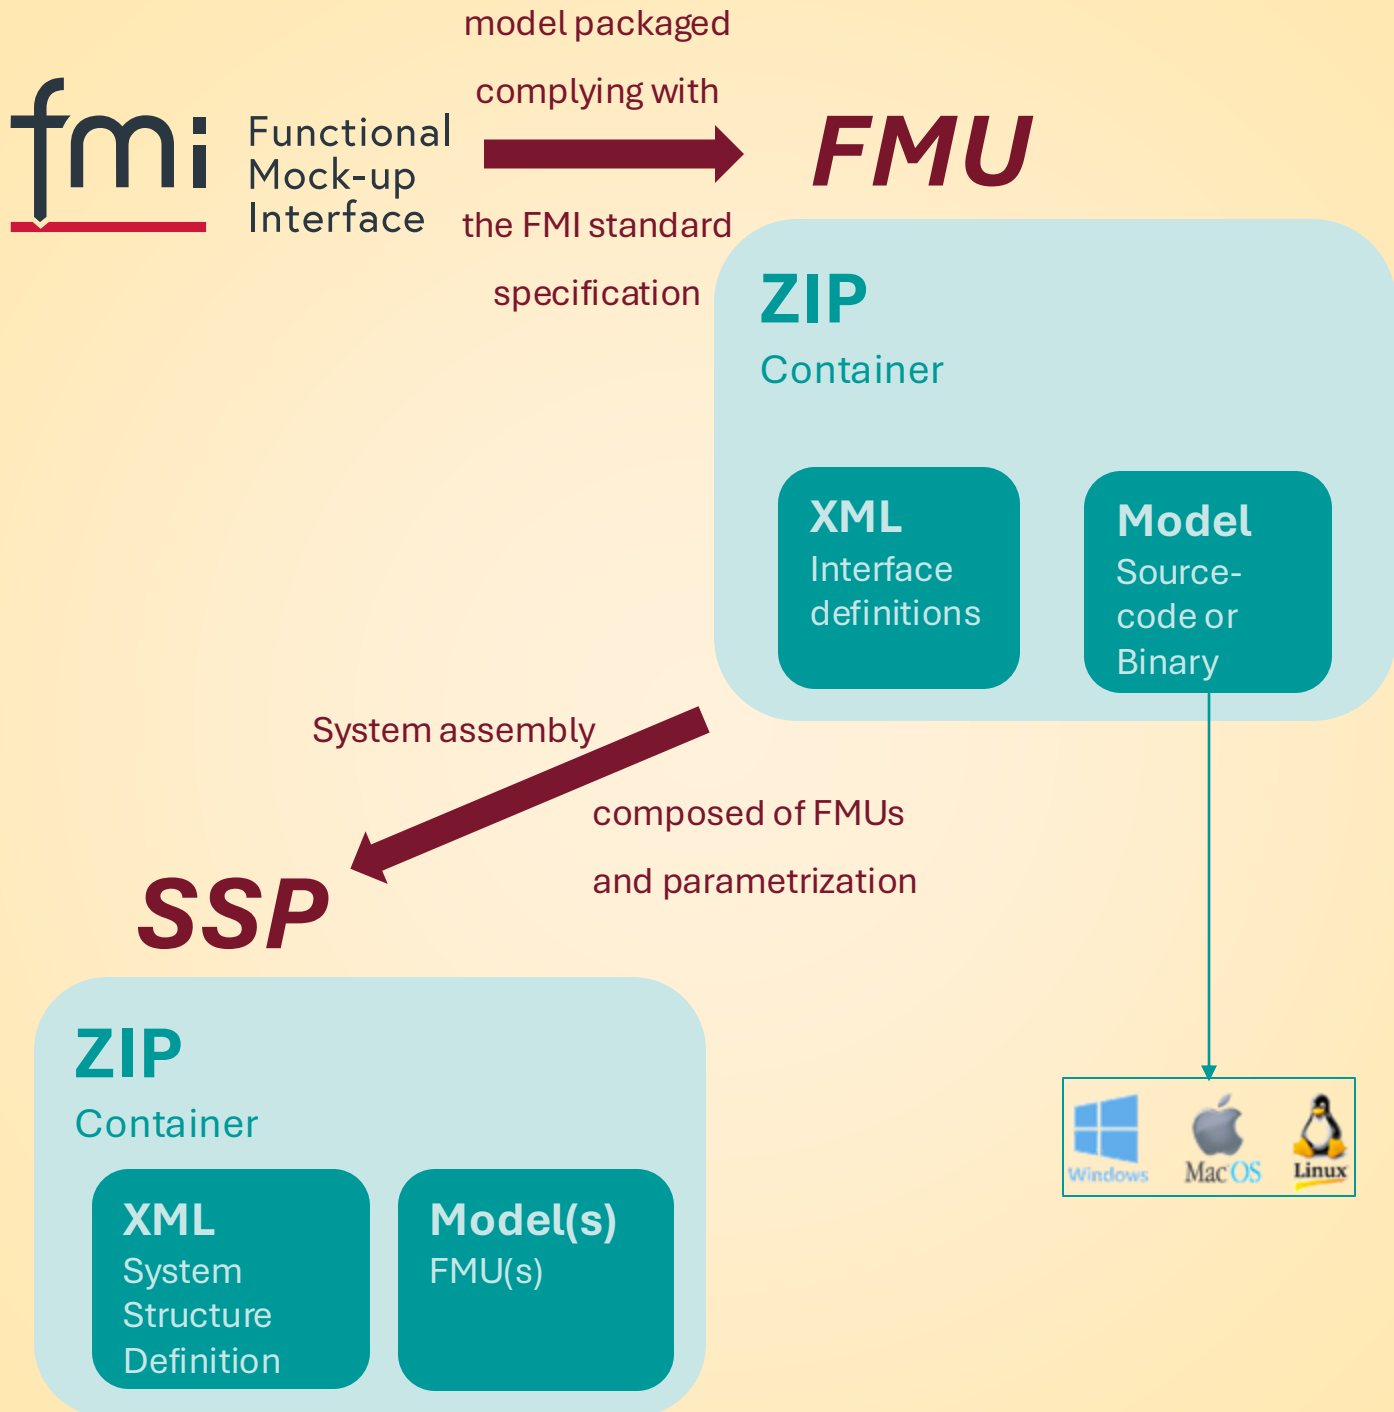 model packaged
complying with
fmi
Functional
Mock-up
Interface
the FMI standard
specification
FMU
ZIP
Container
XML
Interface
definitions
Model
Source-
code or
Binary
System assembly
composed of FMUs
and parametrization
SSP
ZIP
Container
XML
System
Structure
Definition
Model(s)
FMU(s)
Windows
Mac OS
Linux